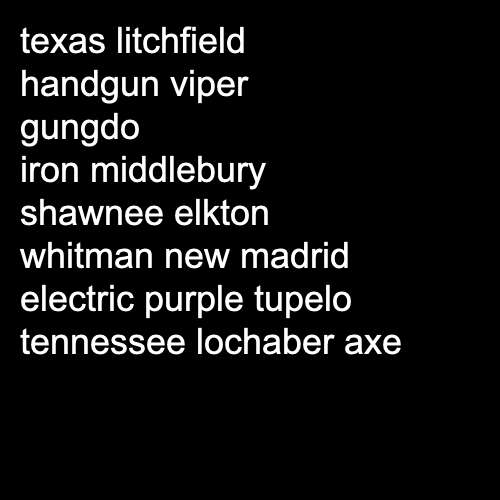 texas litchfield
handgun viper
gungdo
iron middlebury
shawnee elkton
whitman new madrid
electric purple tupelo
tennessee lochaber axe